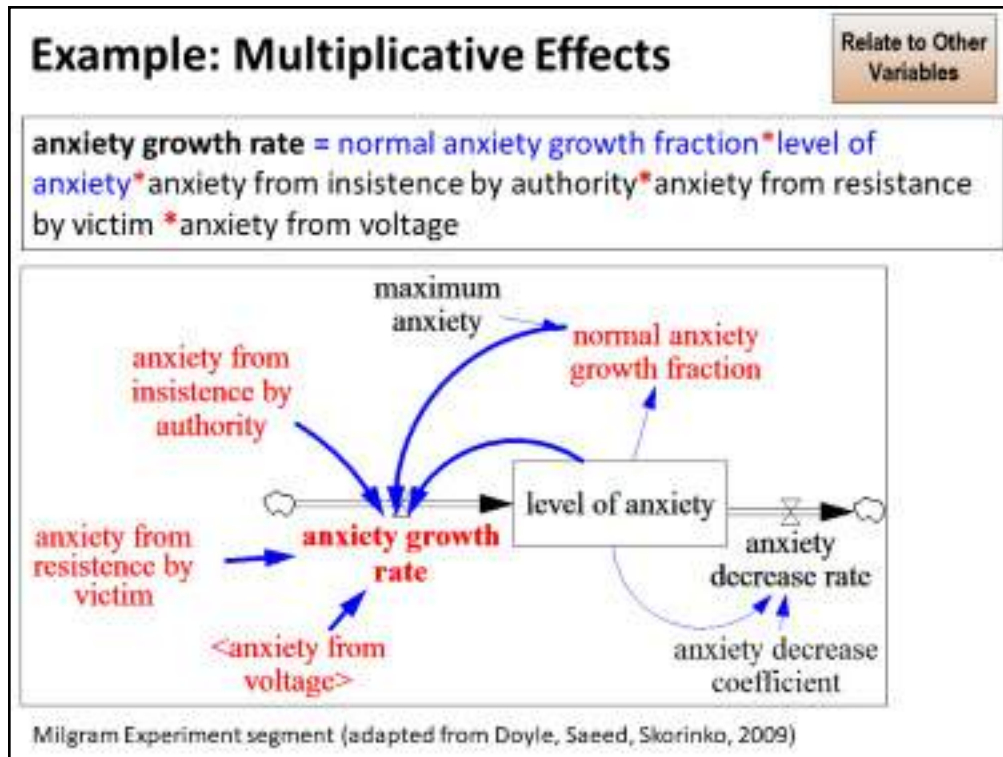 Example: Multiplicative Effects
Relate to Other
Variables
anxiety growth rate = normal anxiety growth fraction*level of
anxiety*anxiety from insistence by authority*anxiety from resistance
by victim *anxiety from voltage
maximum
anxiety
normal anxiety
growth fraction
anxiety from
insistence by
authority
level of anxiety
anxiety growth
rate
anxiety from
resistence by
victim
anxiety
decrease rate
<anxiety from
voltage>
anxiety decrease
coefficient
Milgram Experiment segment (adapted from Doyle, Saeed, Skorinko, 2009)